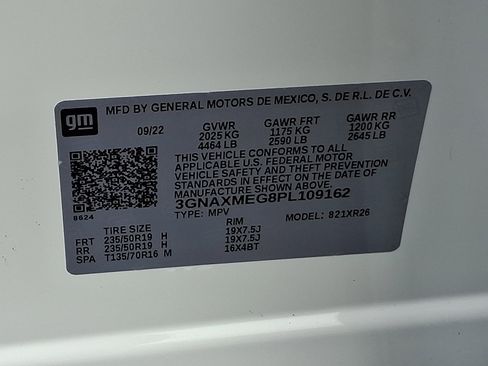 gm
MFD BY GENERAL MOTORS DE MEXICO, S. DE R.L. DE C.V.
09/22 GVWR GAWR FRT GAWR RR
2025 KG 1175 KG 1200 KG
4464 LB 2590 LB 2645 LB
THIS VEHICLE CONFORMS TO ALL
APPLICABLE U.S. FEDERAL MOTOR
VEHICLE SAFETY AND THEFT PREVENTION
STANDARDS IN EFFECT ON THE DATE OF
MANUFACTURE SHOWN ABOVE.
3GNAXMEG8PL109162
8624 TYPE: MPV MODEL: 821XR26
TIRE SIZE RIM
FRT 235/50R19 H 19X7.5J
RR 235/50R19 H 19X7.5J
SPA T135/70R16 M 16X4BT